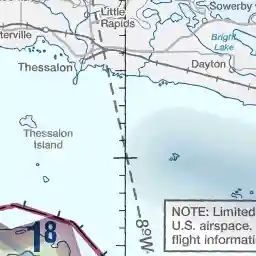 Little
Rapids
Sowerby
terville
Bright
Lake
Thessalon
Dayton
Thessalon
Island
NOTE: Limited
U.S. airspace.
flight informati
8°W
18